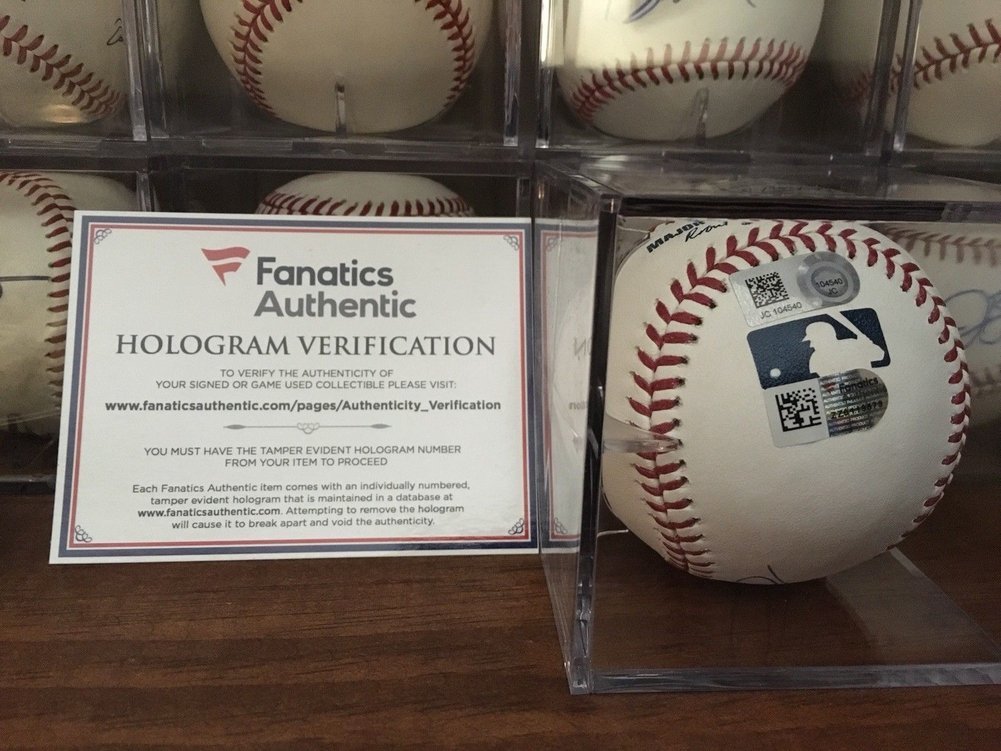 Fanatics
Authentic
HOLOGRAM VERIFICATION
TO VERIFY THE AUTHENTICITY OF
YOUR SIGNED OR GAME USED COLLECTIBLE PLEASE VISIT:
www.fanaticsauthentic.com/pages/Authenticity_Verification
YOU MUST HAVE THE TAMPER EVIDENT HOLOGRAM NUMBER
FROM YOUR ITEM TO PROCEED
Each Fanatics Authentic item comes with an individually numbered,
tamper evident hologram that is maintained in a database at
www.fanaticsauthentic.com. Attempting to remove the hologram
will cause it to break apart and void the authenticity.
MAJOR
104540
JC
JC 104540
Fanatics